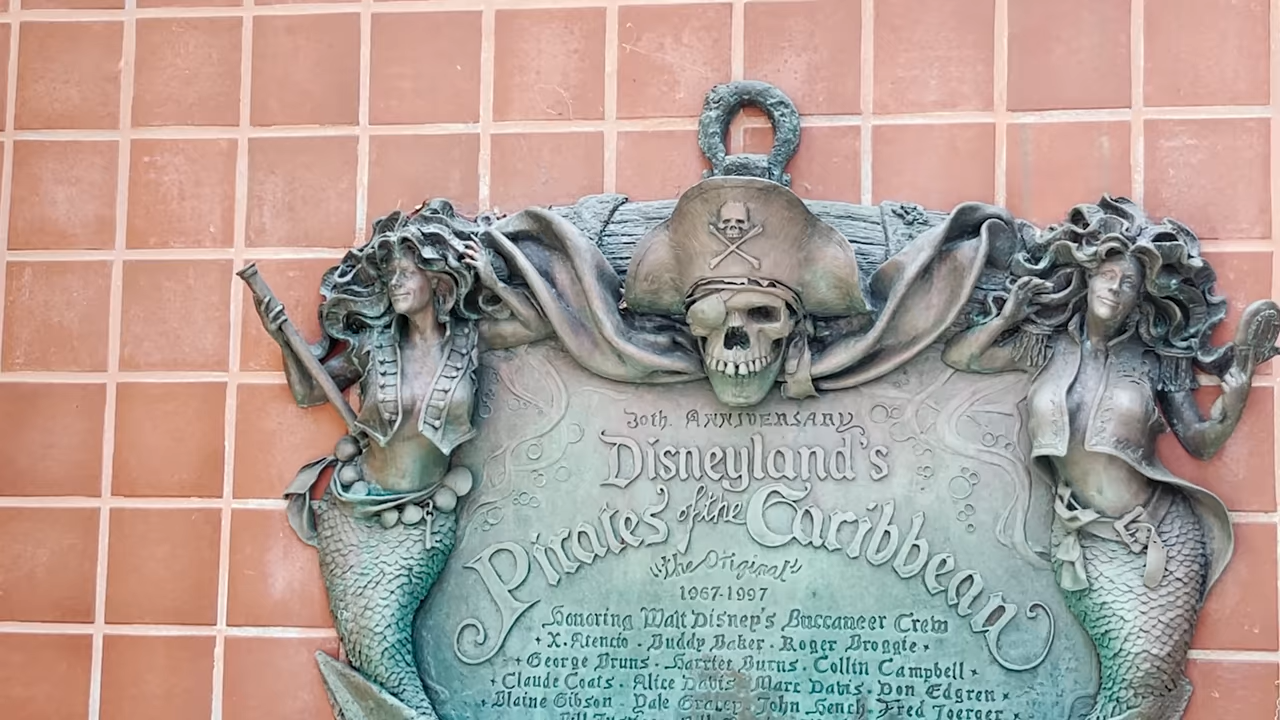 30th. ANNIVERSARY
Disneyland's
Pirates of the Caribbean
"the Original"
1967-1997
Honoring Walt Disney's Buccaneer Crew
• X. Atencio • Buddy Baker • Roger Broggie •
• George Bruns • Harriet Burns • Collin Campbell •
• Claude Coats • Alice Davis • Marc Davis • Don Edgren •
• Blaine Gibson • Yale Gracey • John Hench • Fred Joerger •